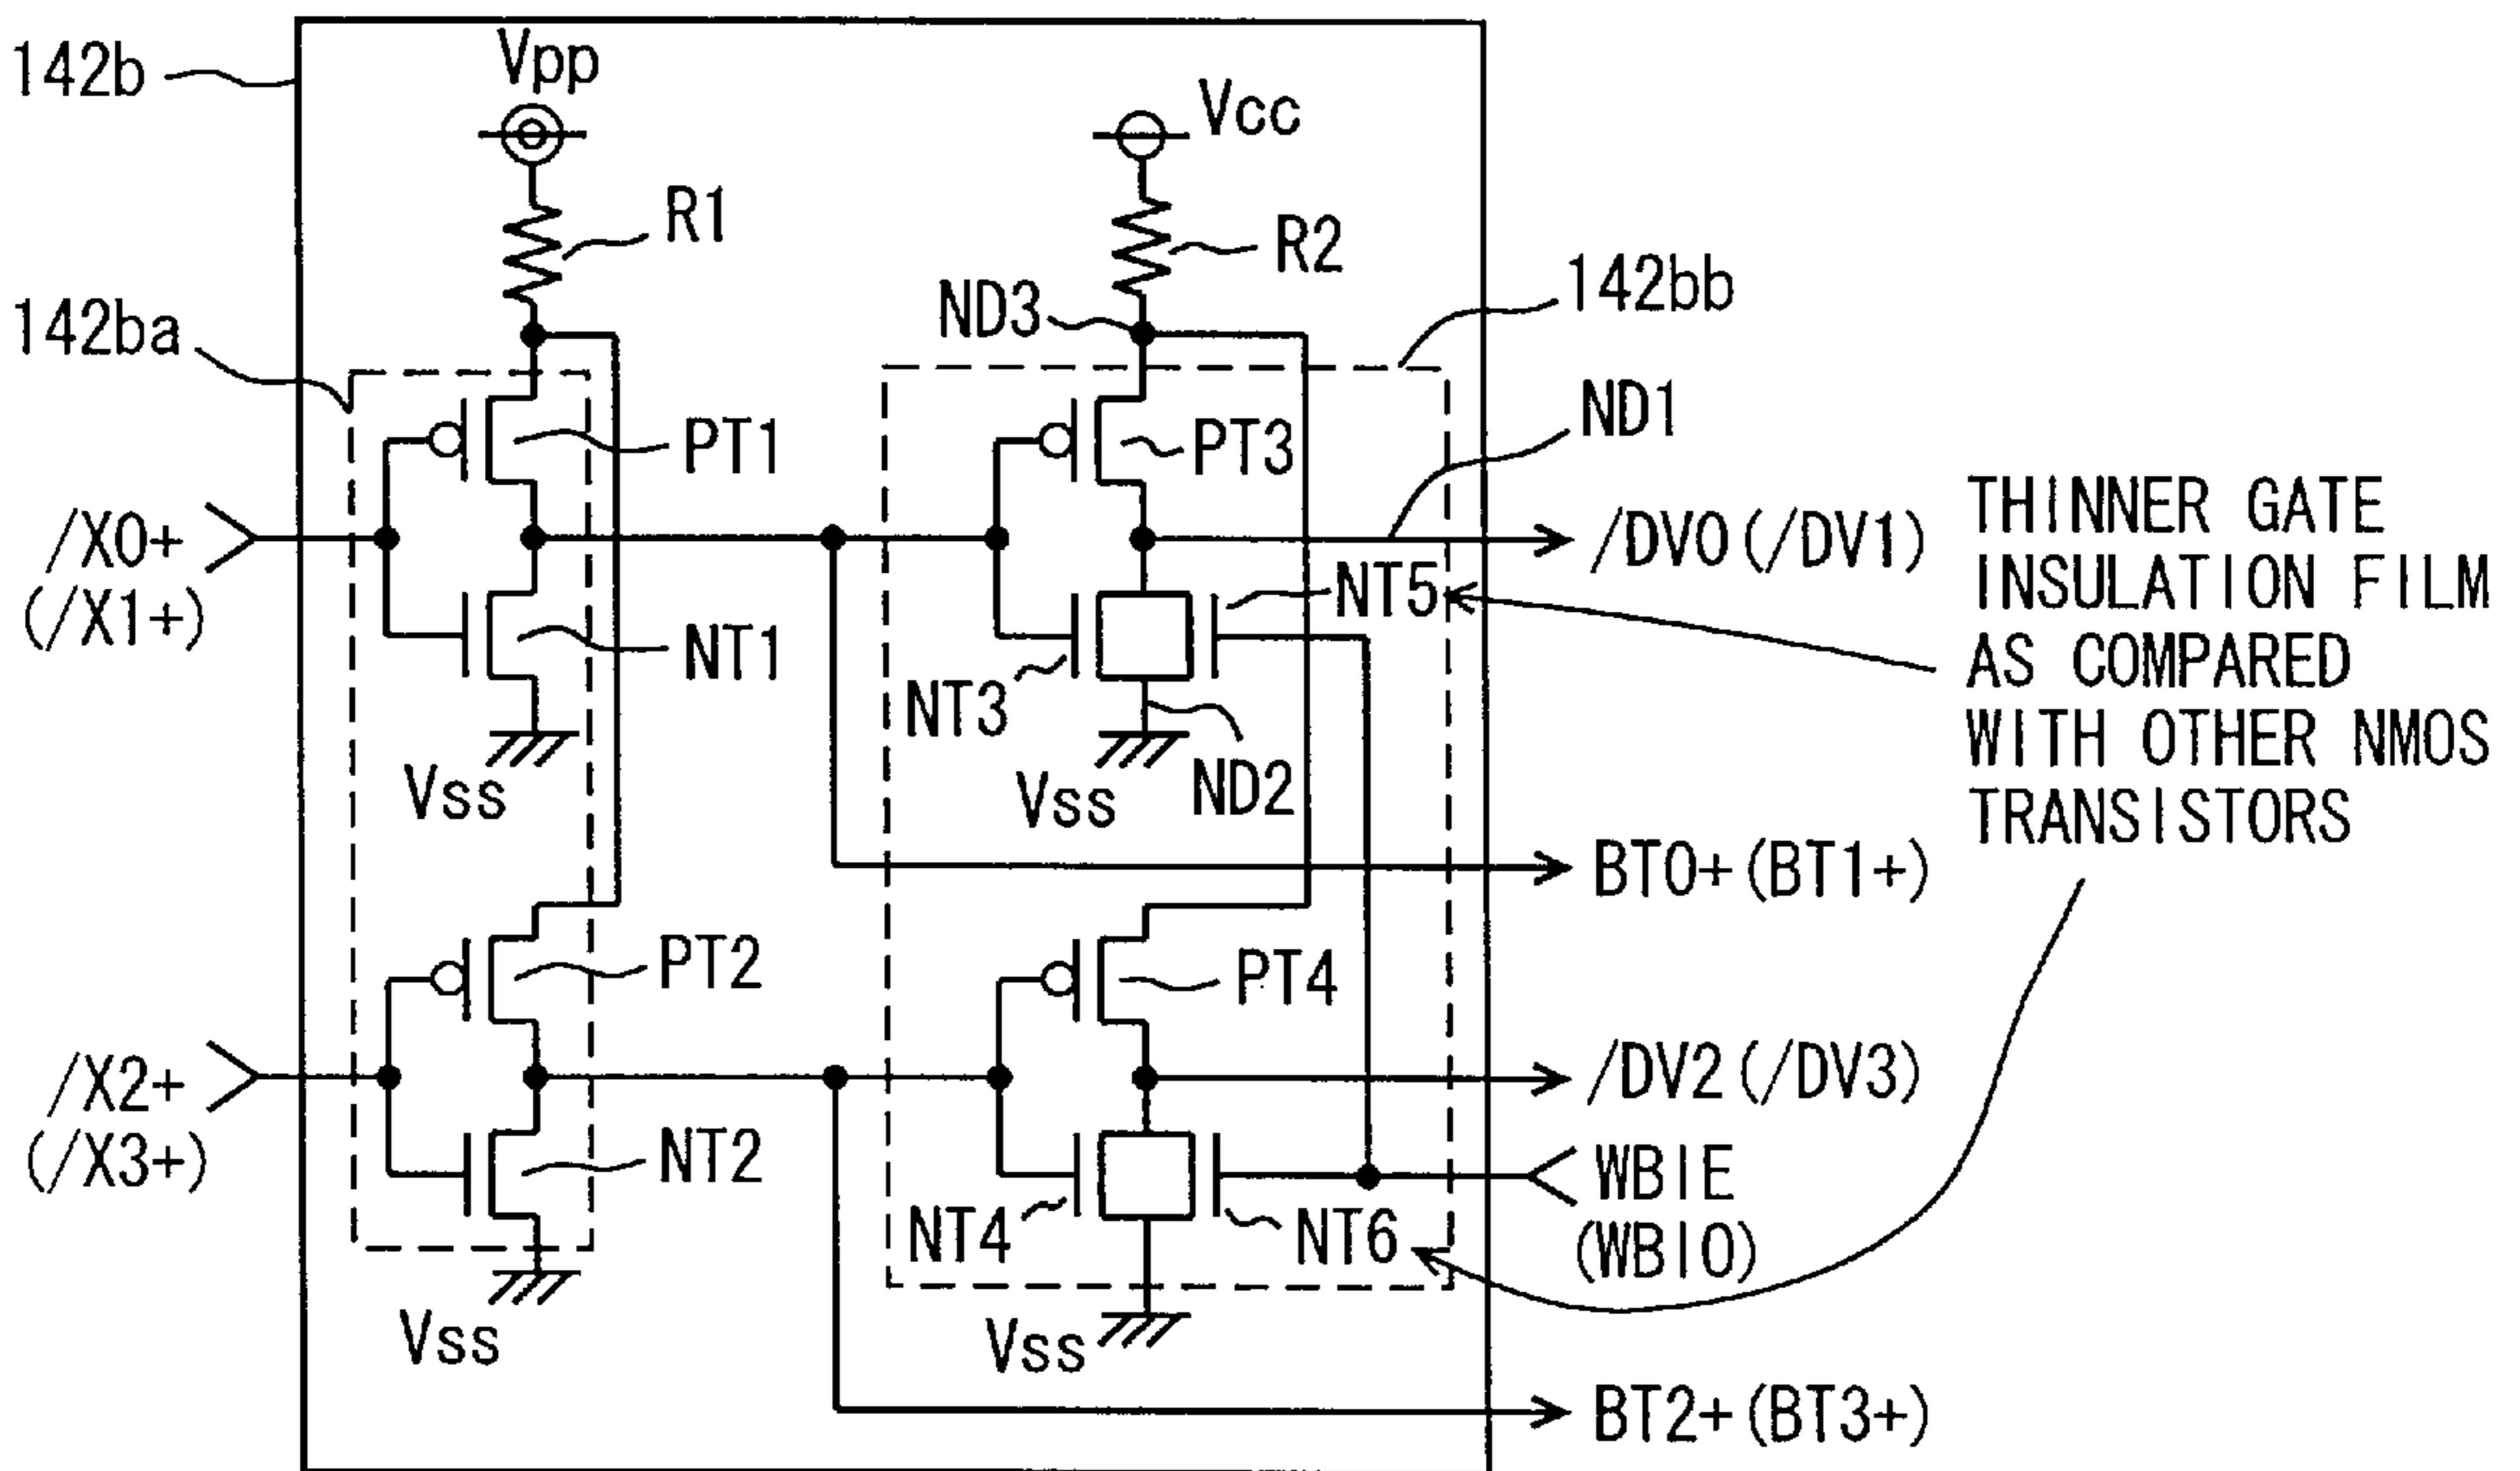 142b
Vpp
Vcc
R1
R2
142bb
142ba
ND3
ND1
PT1
PT3
THINNER GATE
INSULATION FILM
AS COMPARED
WITH OTHER NMOS
TRANSISTORS
/X0+
(/X1+)
/DV0(/DV1)
NT5
NT1
NT3
Vss
Vss
ND2
BT0+(BT1+)
PT2
PT4
/X2+
(/X3+)
/DV2(/DV3)
NT2
WBIE
(WBIO)
NT4
NT6
Vss
Vss
BT2+(BT3+)